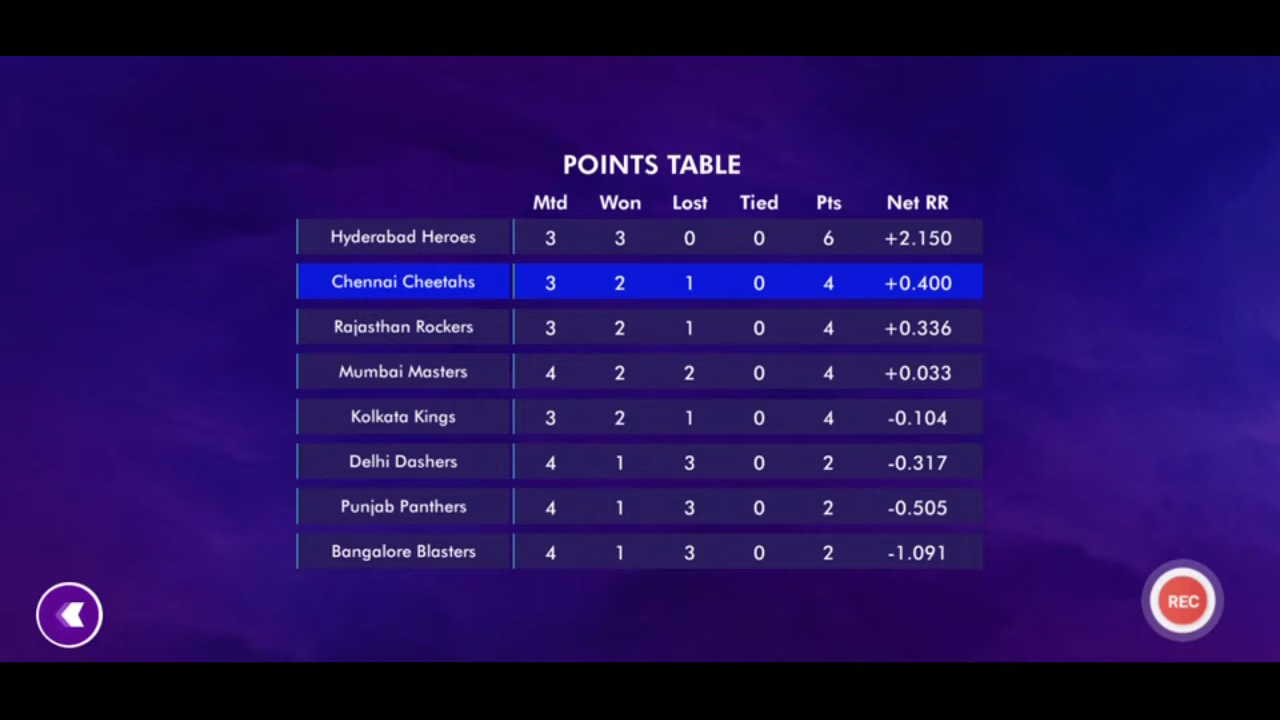 POINTS TABLE
Mtd Won Lost Tied Pts Net RR
Hyderabad Heroes 3 3 0 0 6 +2.150
Chennai Cheetahs 3 2 1 0 4 +0.400
Rajasthan Rockers 3 2 1 0 4 +0.336
Mumbai Masters 4 2 2 0 4 +0.033
Kolkata Kings 3 2 1 0 4 -0.104
Delhi Dashers 4 1 3 0 2 -0.317
Punjab Panthers 4 1 3 0 2 -0.505
Bangalore Blasters 4 1 3 0 2 -1.091
REC